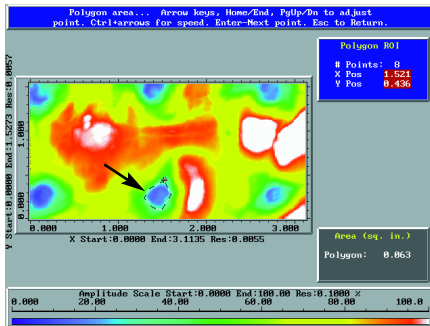 Polygon area... Arrow keys, Home/End, PgUp/Dn to adjust
point. Ctrl+arrows for speed. Enter-Next point. Esc to Return.
Polygon ROI
# Points: 8
X Pos 1.521
Y Pos 0.436
Y Start:0.0000 End:1.5273 Res:0.0057
0.000 1.000
0.000 1.000 2.000 3.000
X Start:0.0000 End:3.1135 Res:0.0055
Area (sq. in.)
Polygon: 0.063
Amplitude Scale Start:0.0000 End:100.00 Res:0.1000 %
0.000 20.00 40.00 60.00 80.00 100.0